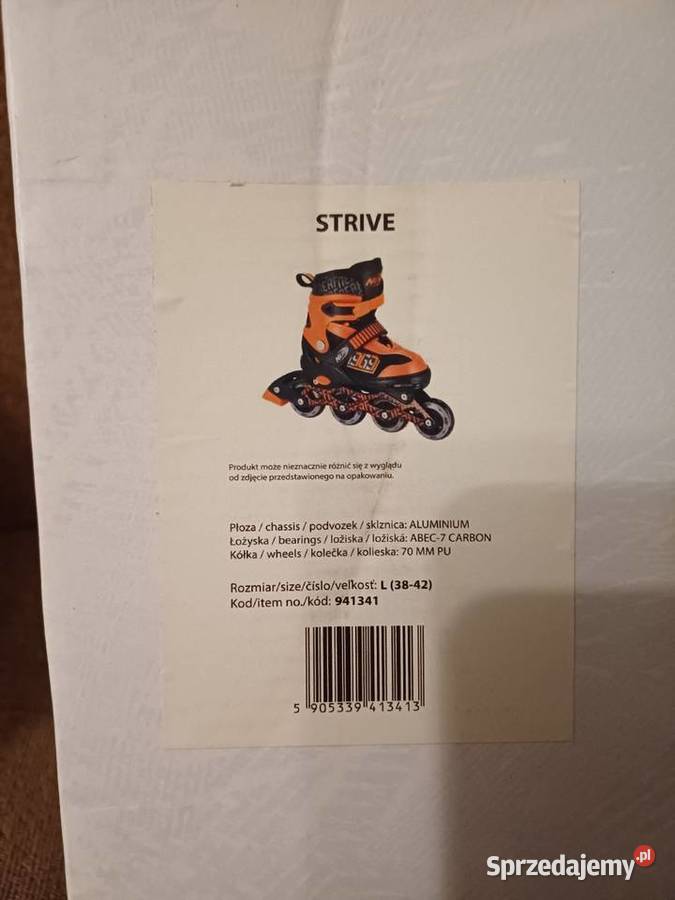 STRIVE
969
Produkt może nieznacznie różnić się z wyglądu
od zdjęcie przedstawionego na opakowaniu.
Płoza / chassis / podvozek / sklznica: ALUMINIUM
Łożyska / bearings / ložiska / ložiská: ABEC-7 CARBON
Kółka / wheels / kolečka / kolieska: 70 MM PU
Rozmiar/size/číslo/veľkosť: L (38-42)
Kod/item no./kód: 941341
5 905339 413413
Sprzedajemy.pl